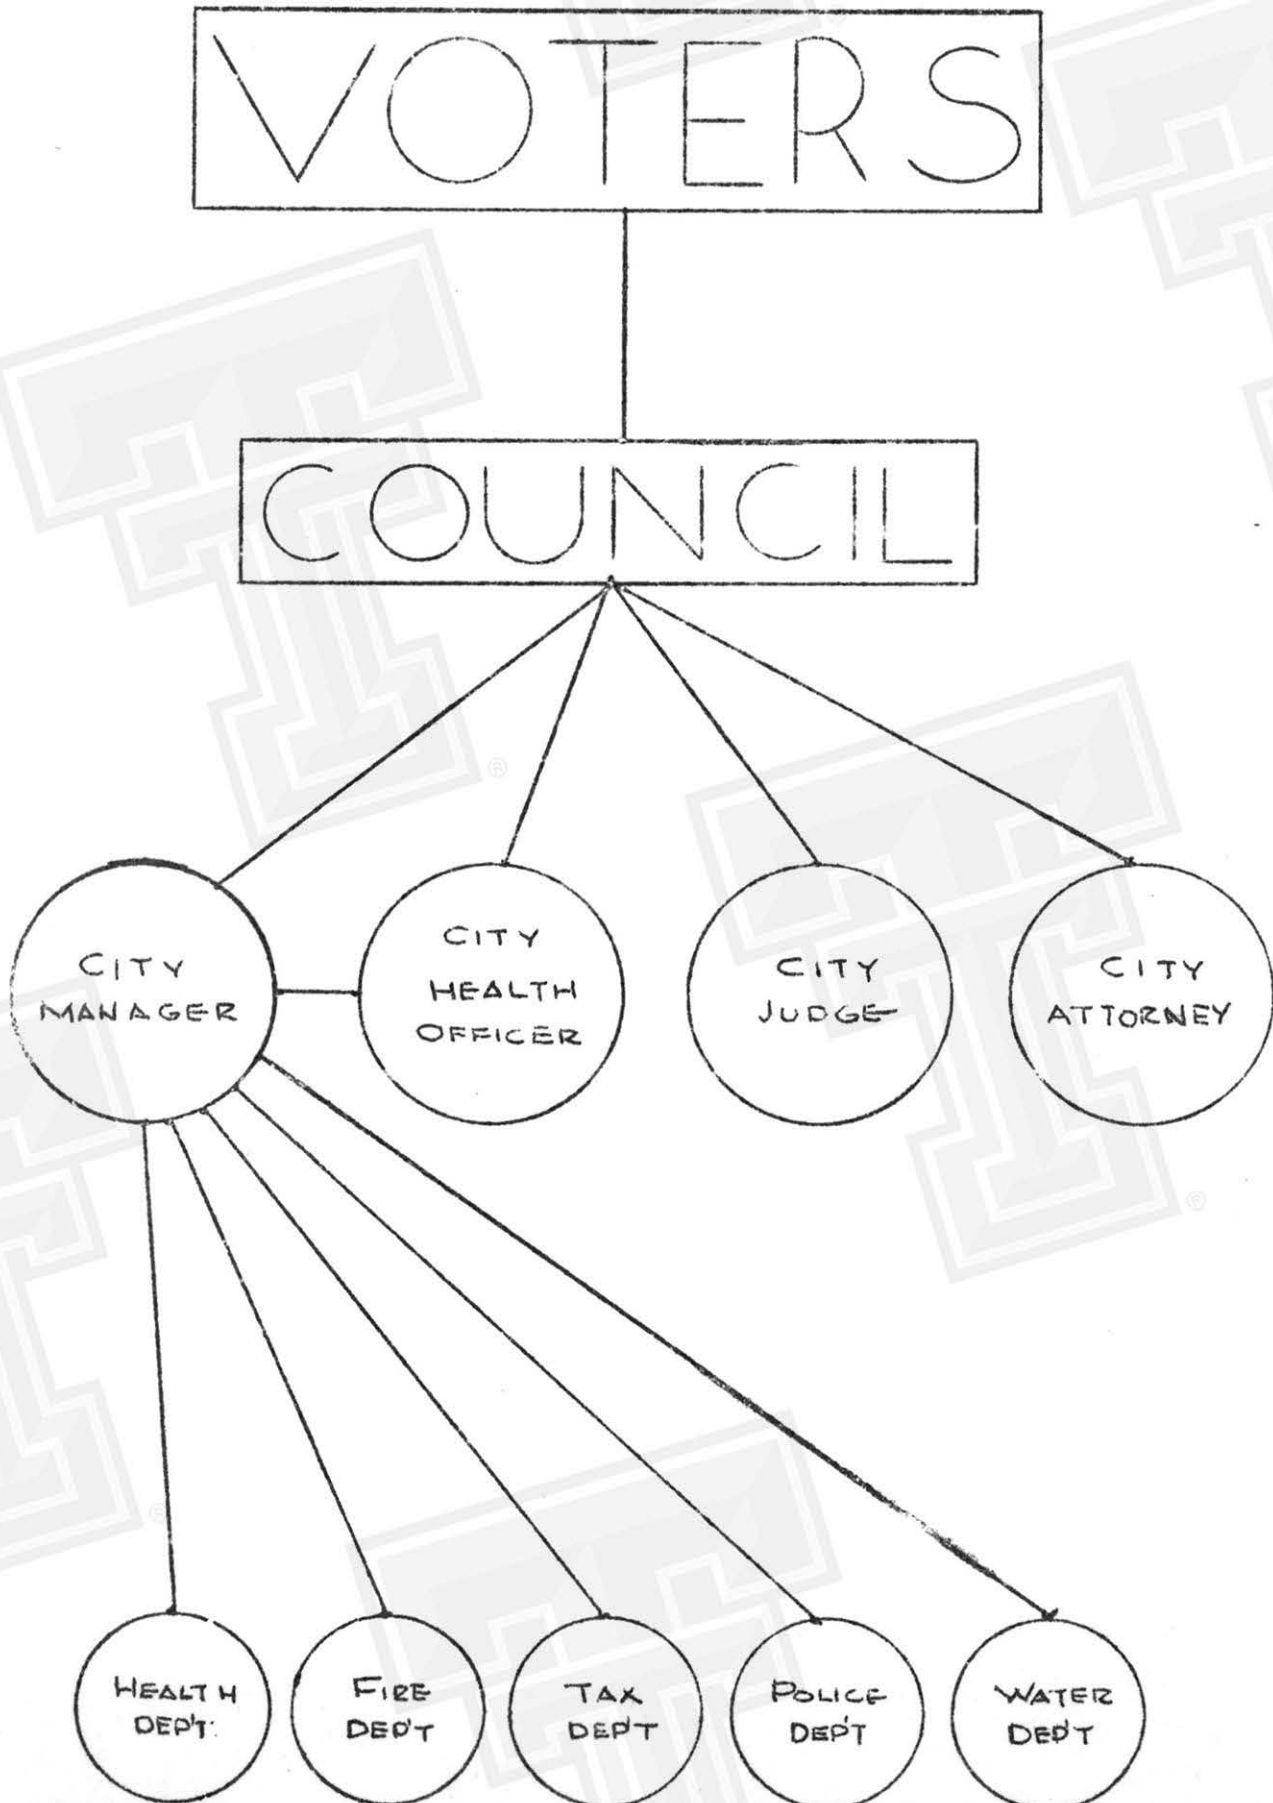 VOTERS
COUNCIL
CITY
MANAGER
CITY
HEALTH
OFFICER
CITY
JUDGE
CITY
ATTORNEY
HEALTH
DEP'T.
FIRE
DEP'T
TAX
DEP'T
POLICE
DEP'T
WATER
DEP'T